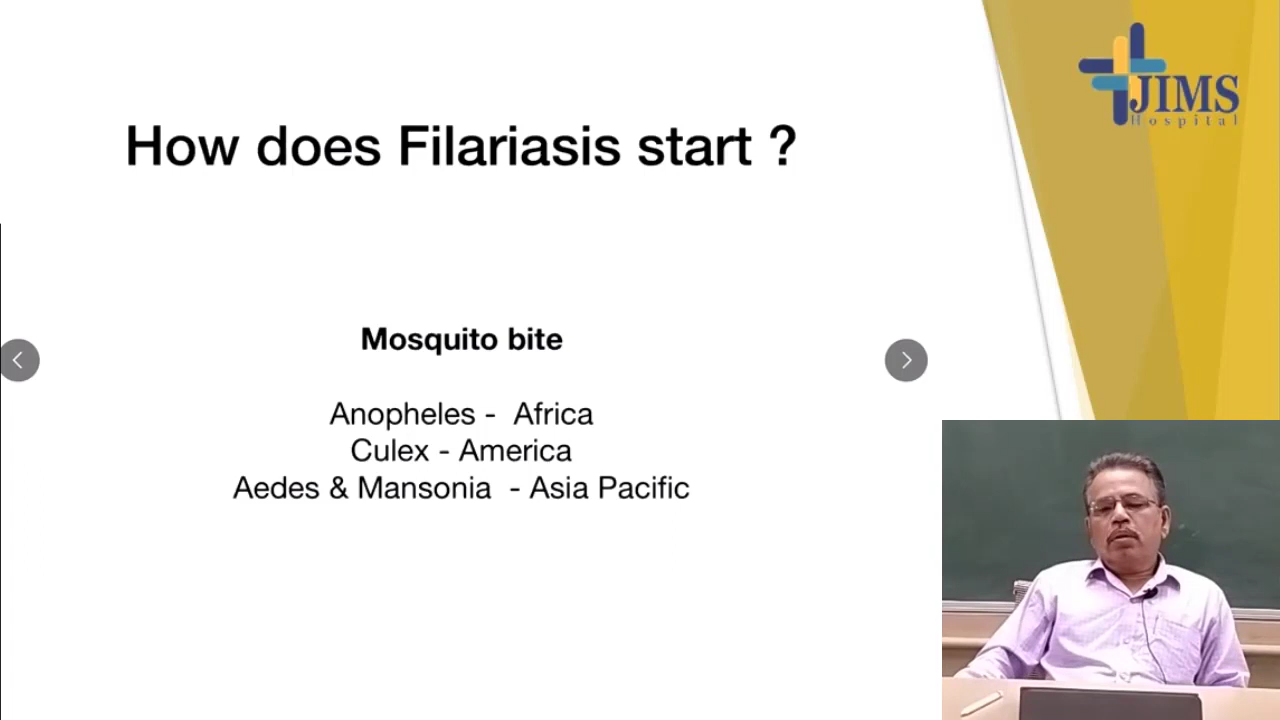 JIMS
Hospital
How does Filariasis start ?
Mosquito bite
Anopheles - Africa
Culex - America
Aedes & Mansonia - Asia Pacific